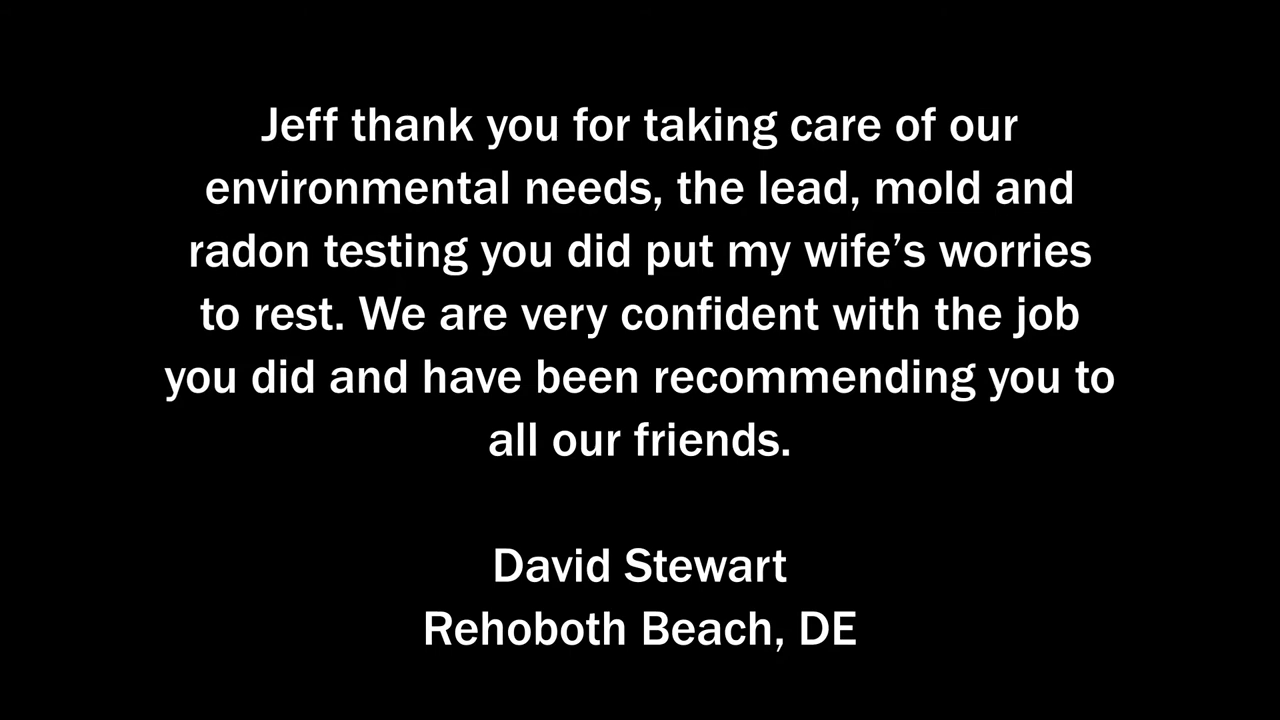 Jeff thank you for taking care of our
environmental needs, the lead, mold and
radon testing you did put my wife’s worries
to rest. We are very confident with the job
you did and have been recommending you to
all our friends.
David Stewart
Rehoboth Beach, DE